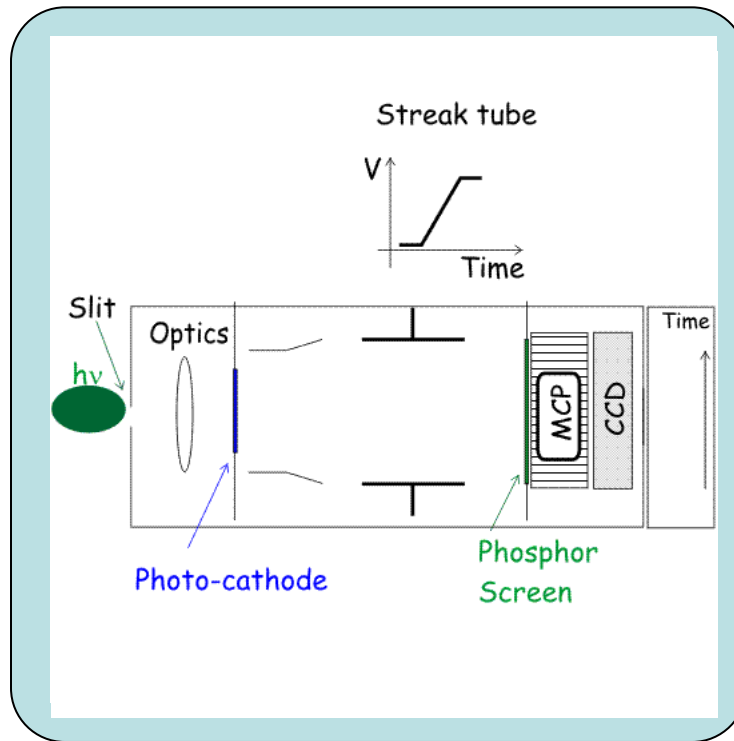 Streak tube
V
Time
Slit
Optics
Time
hν
MCP
CCD
Phosphor
Screen
Photo-cathode